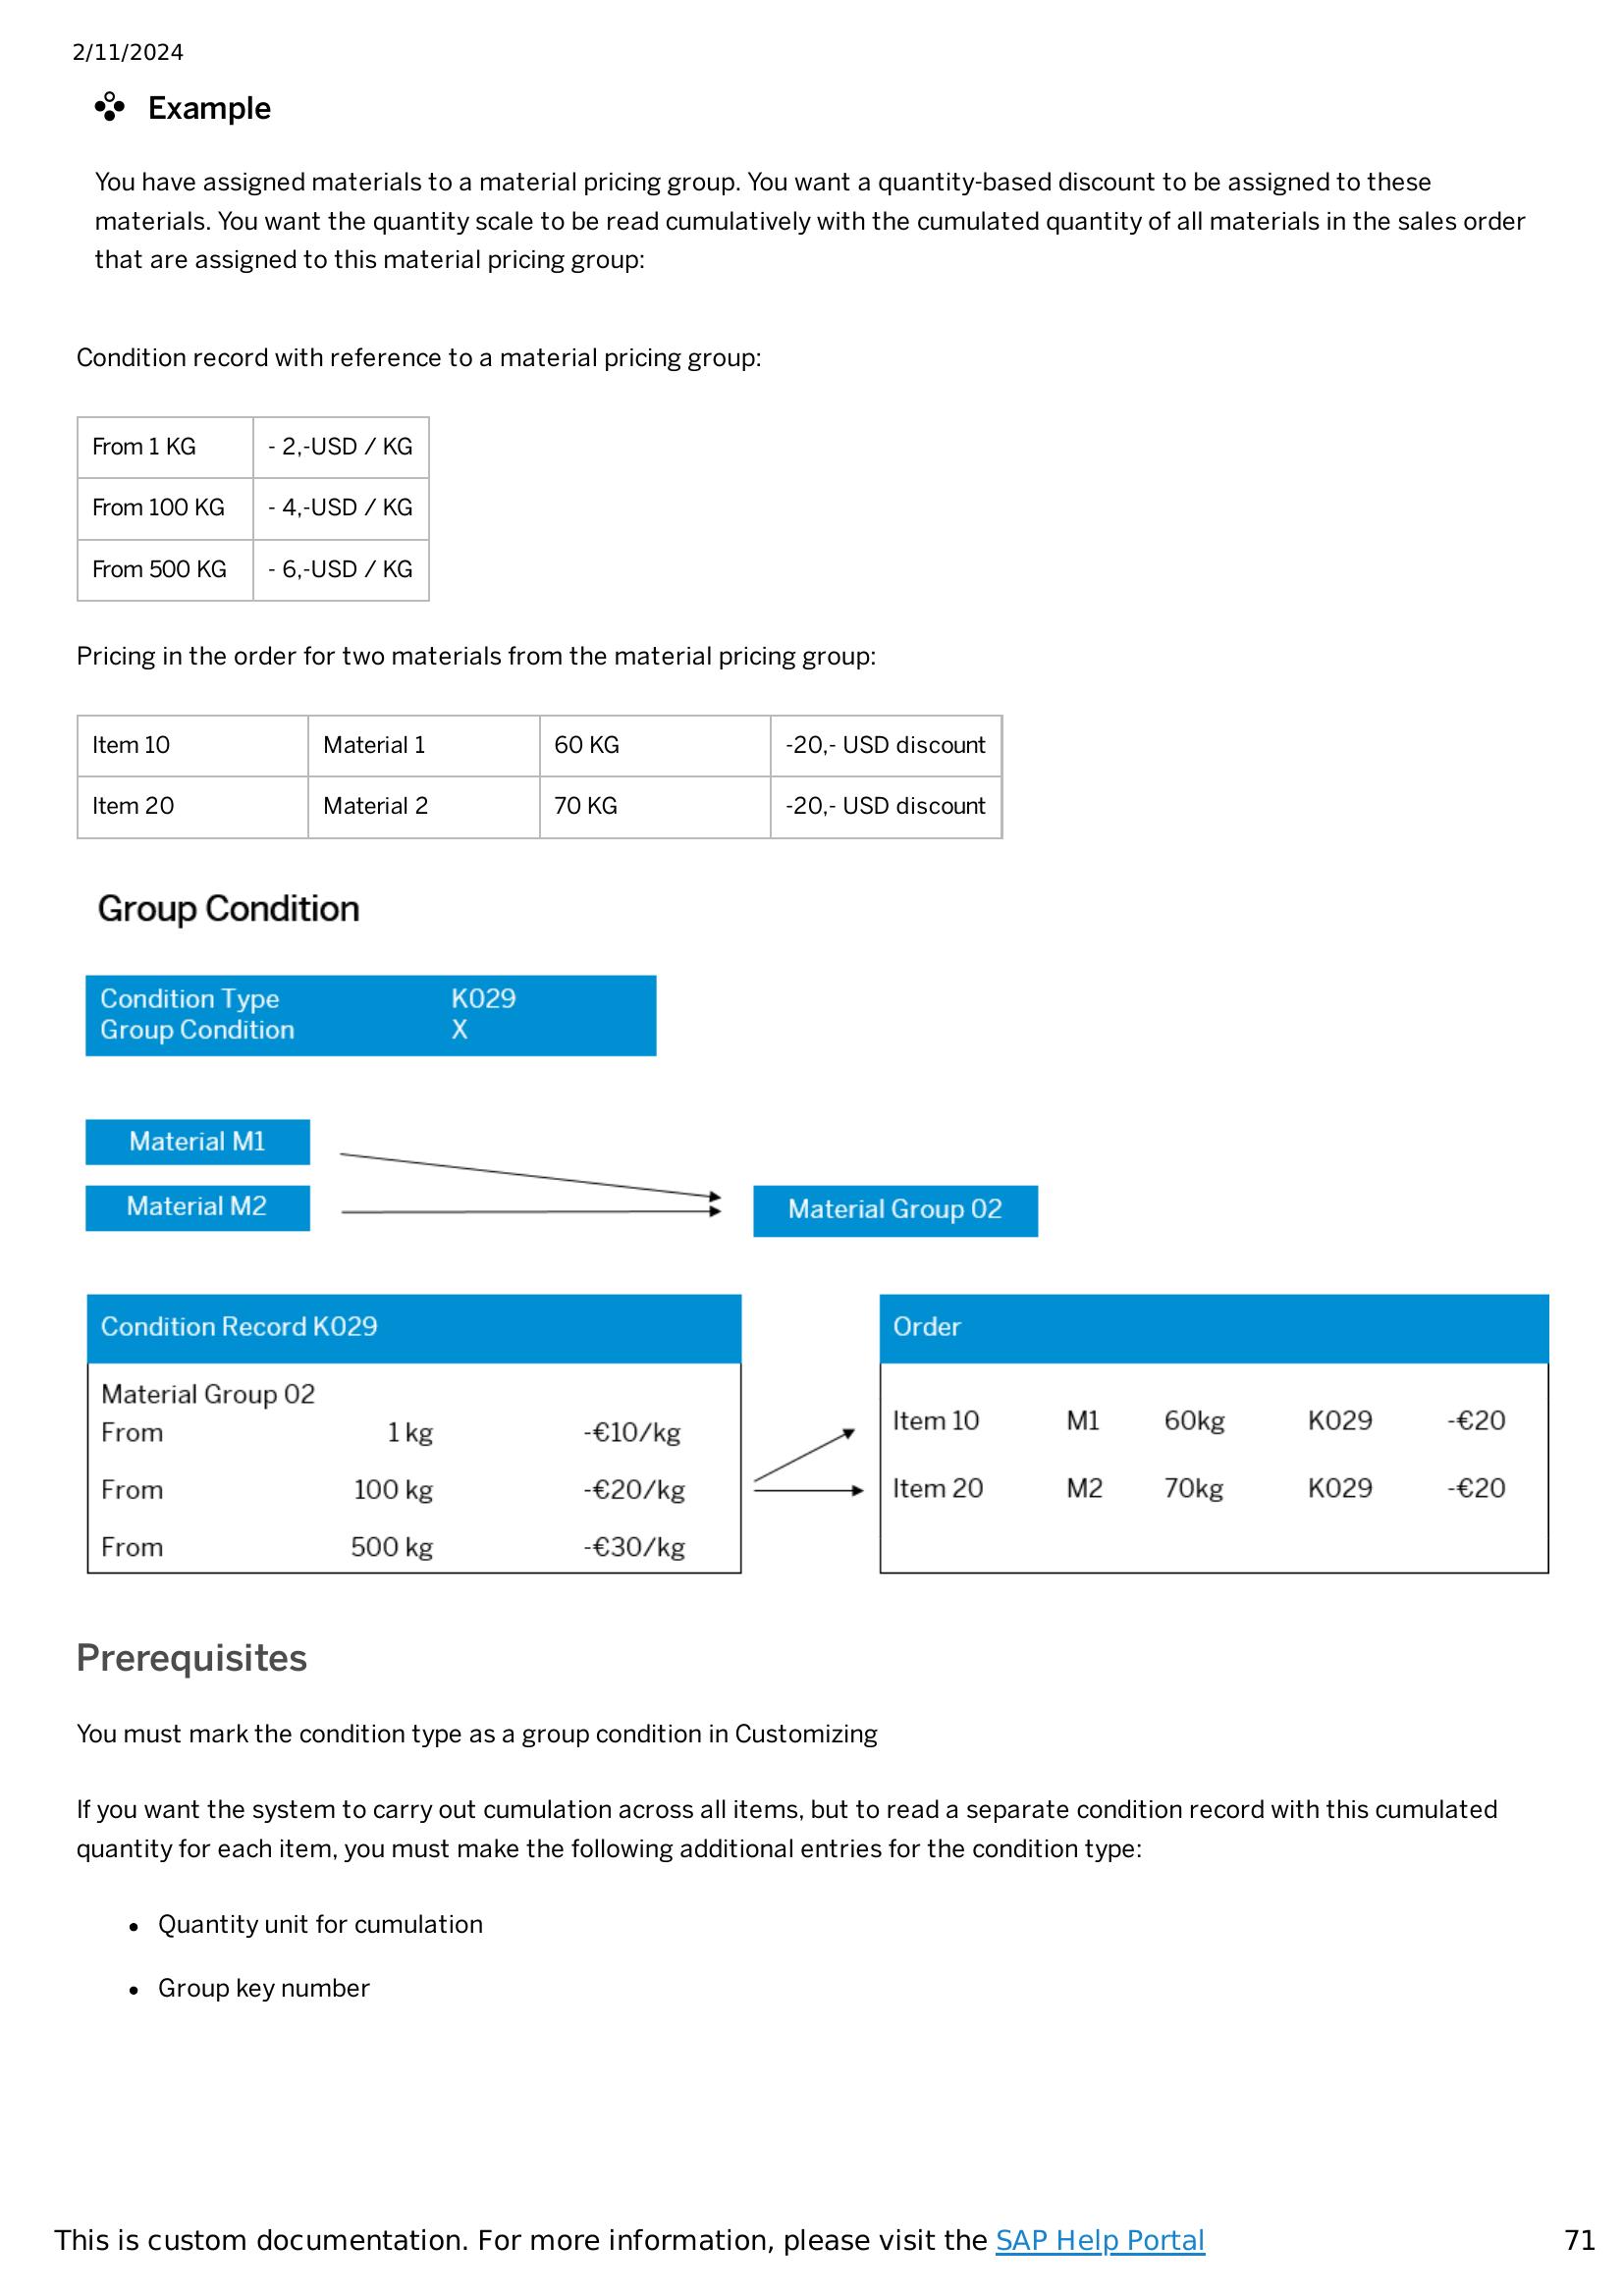 2/11/2024
Example
You have assigned materials to a material pricing group. You want a quantity-based discount to be assigned to these
materials. You want the quantity scale to be read cumulatively with the cumulated quantity of all materials in the sales order
that are assigned to this material pricing group:
Condition record with reference to a material pricing group:
From 1 KG - 2,-USD / KG
From 100 KG - 4,-USD / KG
From 500 KG - 6,-USD / KG
Pricing in the order for two materials from the material pricing group:
Item 10 Material 1 60 KG -20,- USD discount
Item 20 Material 2 70 KG -20,- USD discount
Group Condition
Condition Type K029
Group Condition X
Material M1
Material M2
Material Group 02
Condition Record K029
Material Group 02
From 1 kg -€10/kg
From 100 kg -€20/kg
From 500 kg -€30/kg
Order
Item 10 M1 60kg K029 -€20
Item 20 M2 70kg K029 -€20
Prerequisites
You must mark the condition type as a group condition in Customizing
If you want the system to carry out cumulation across all items, but to read a separate condition record with this cumulated
quantity for each item, you must make the following additional entries for the condition type:
• Quantity unit for cumulation
• Group key number
This is custom documentation. For more information, please visit the SAP Help Portal 71